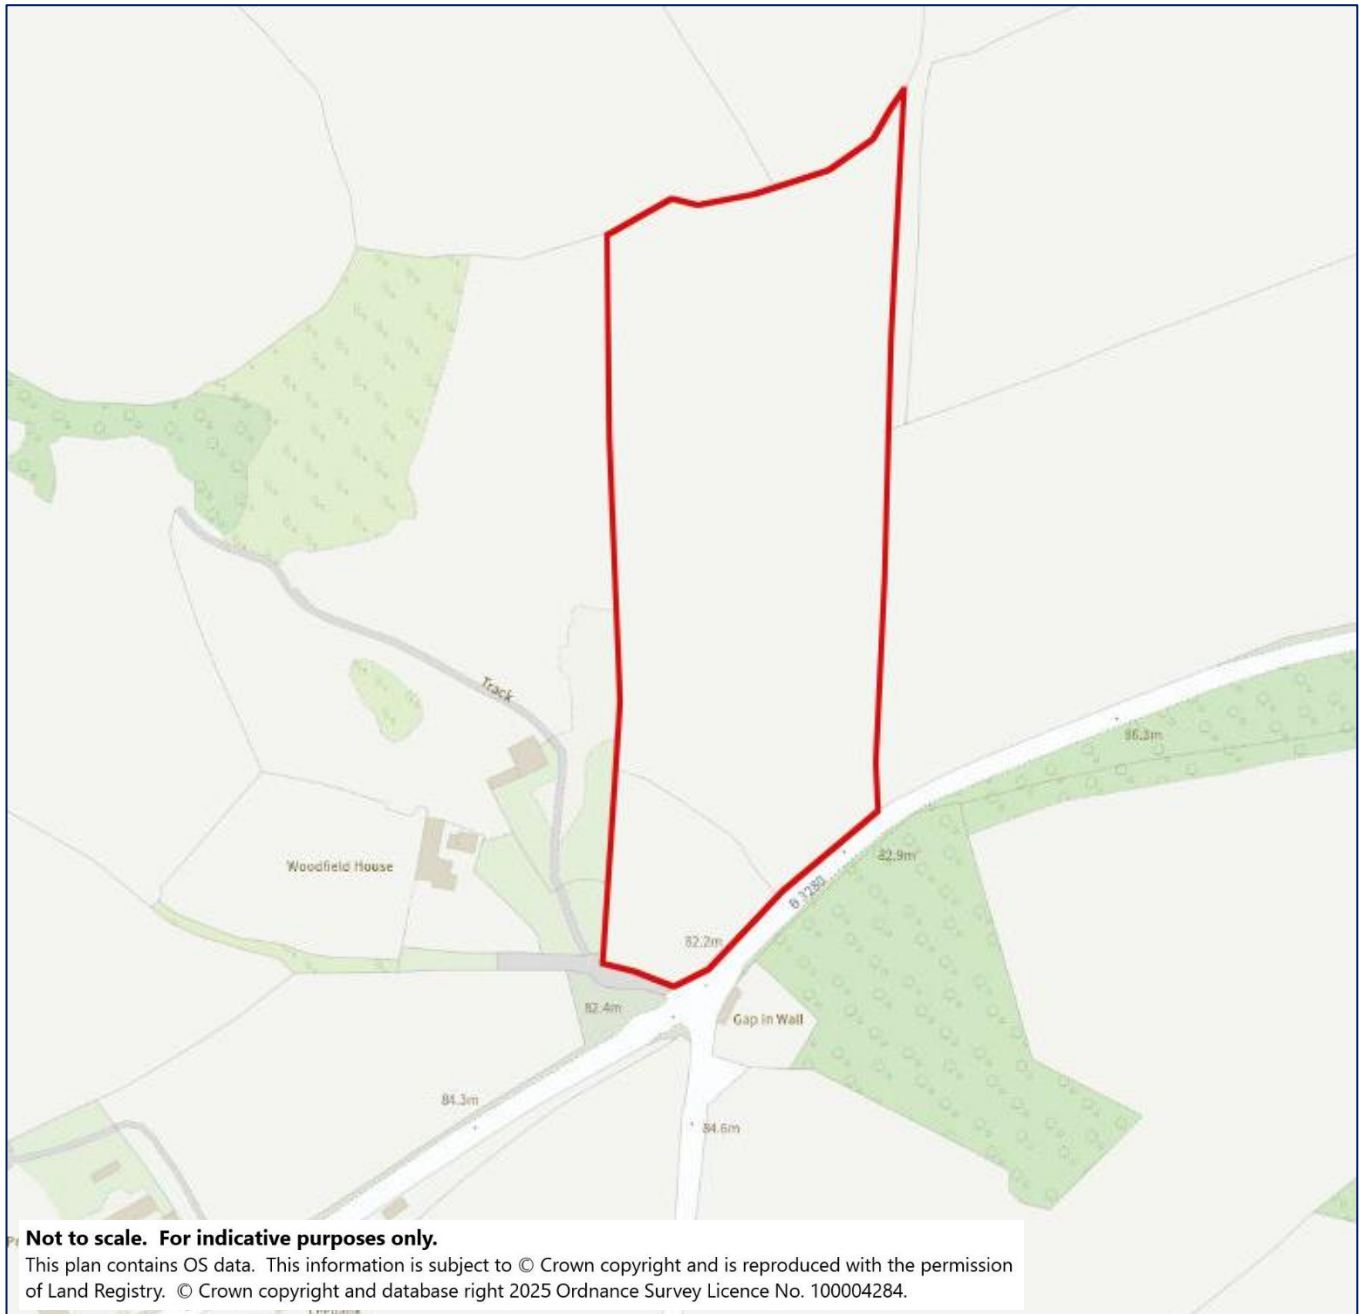 Track
86.3m
Woodfield House
82.9m
B 3280
82.2m
82.4m
Gap in Wall
84.3m
84.6m
Not to scale. For indicative purposes only.
This plan contains OS data. This information is subject to © Crown copyright and is reproduced with the permission
of Land Registry. © Crown copyright and database right 2025 Ordnance Survey Licence No. 100004284.